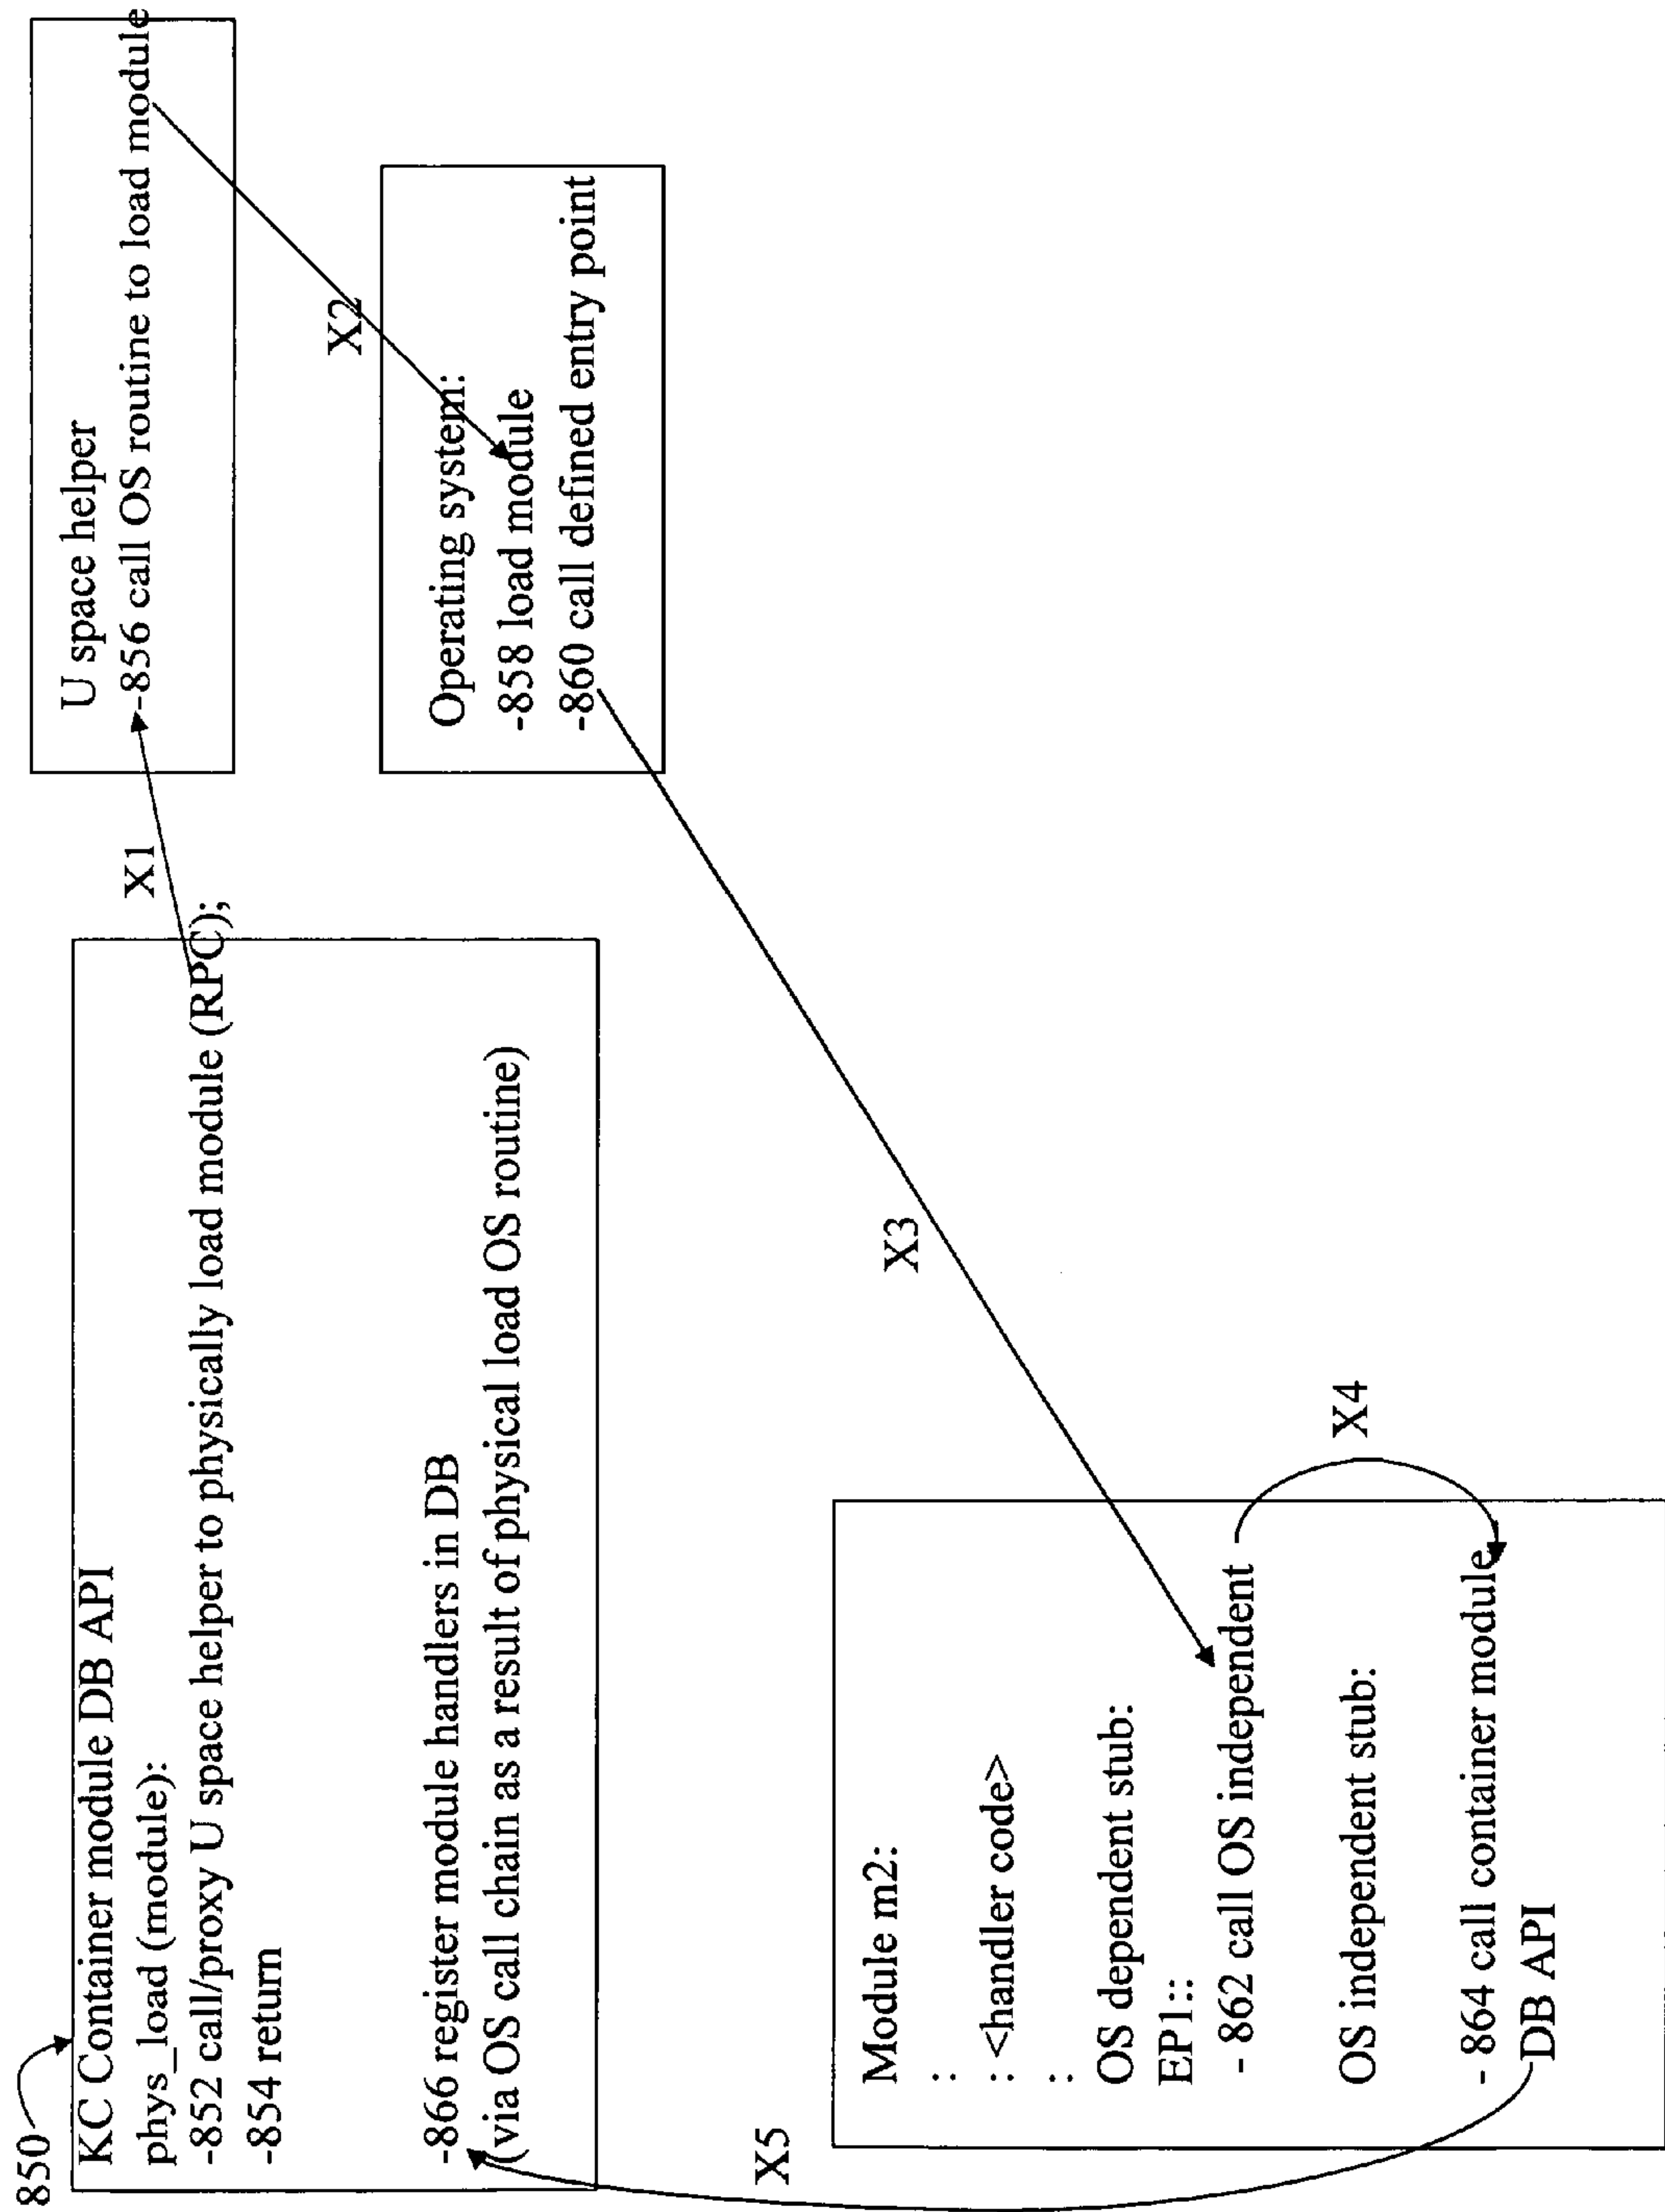 850
KC Container module DB API
phys_load (module):
-852 call/proxy U space helper to physically load module (RPC);
-854 return
-866 register module handlers in DB
(via OS call chain as a result of physical load OS routine)
X1
U space helper
-856 call OS routine to load module
X2
Operating system:
-858 load module
-860 call defined entry point
X3
X5
Module m2:
:
: <handler code>
:
OS dependent stub:
EP1::
- 862 call OS independent
X4
OS independent stub:
- 864 call container module
DB API